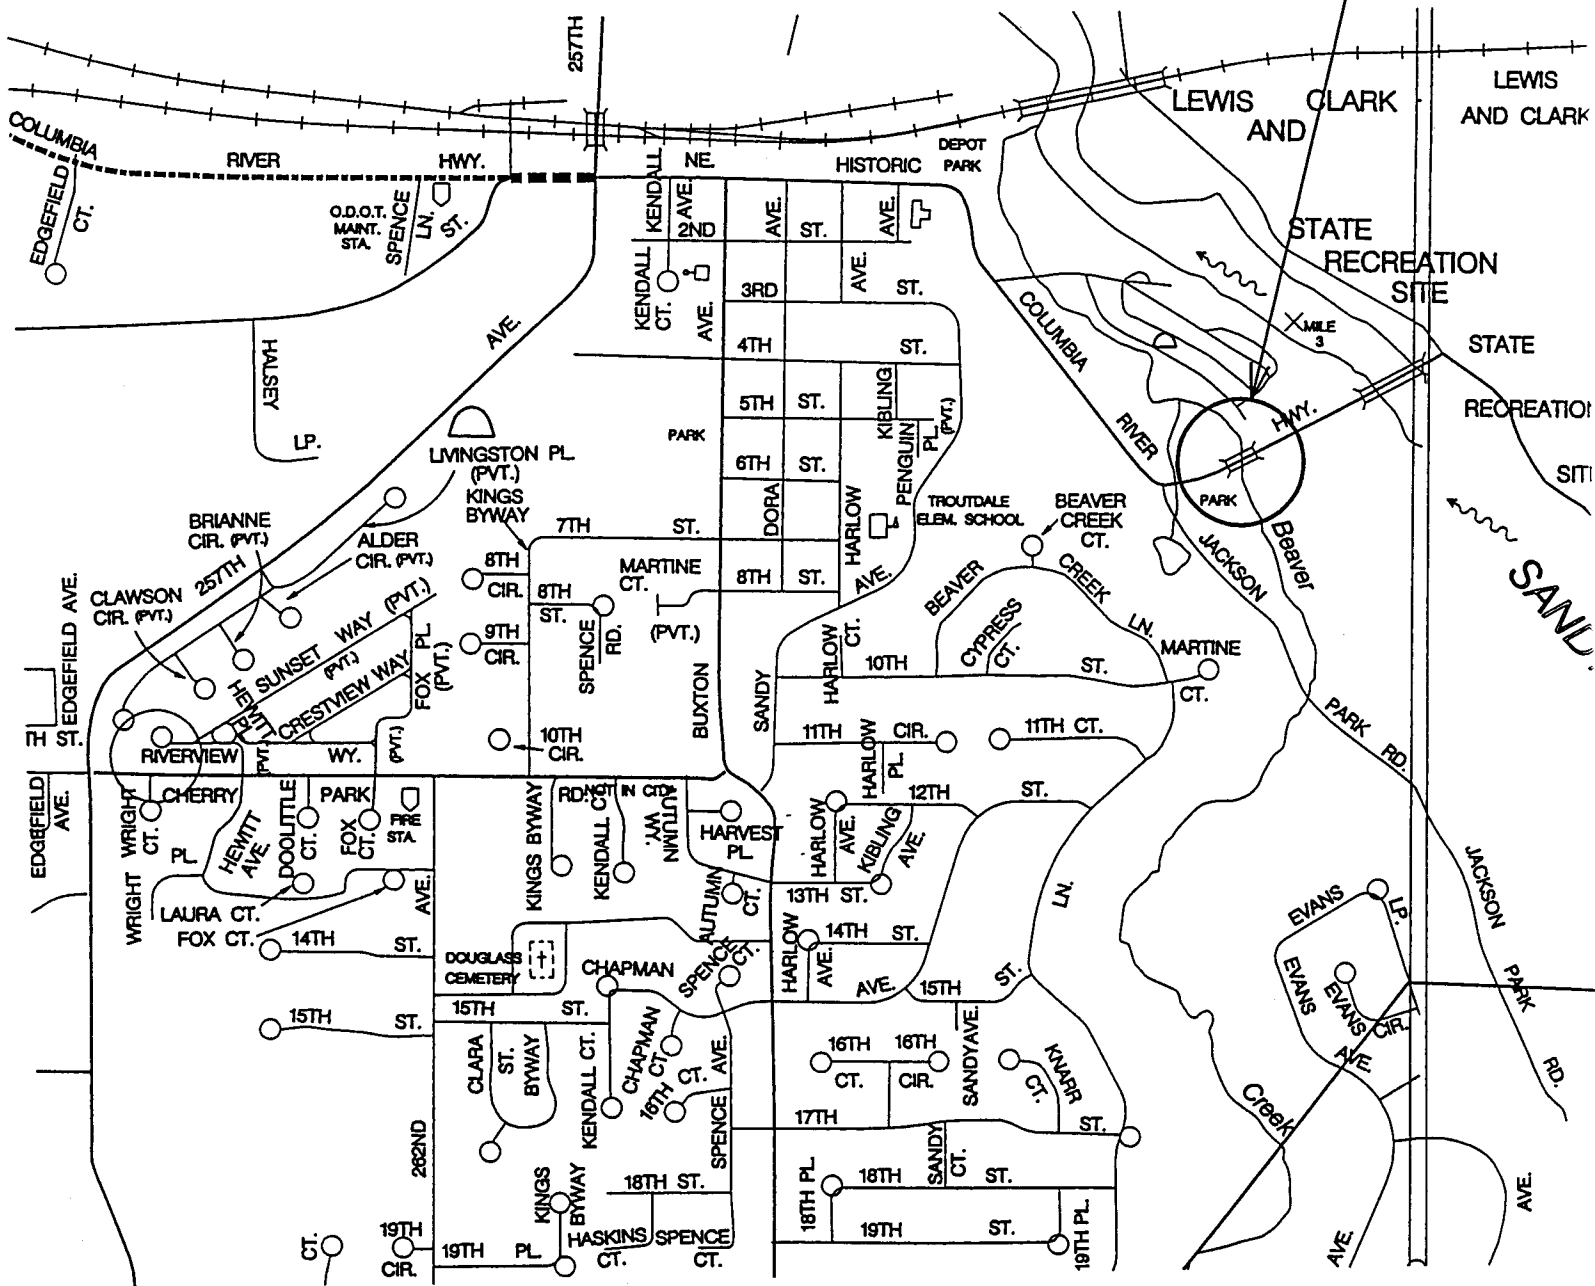 257TH
LEWIS
AND CLARK
LEWIS CLARK
AND
COLUMBIA
RIVER
HWY.
NE.
HISTORIC
DEPOT
PARK
KENDALL
AVE.
EDGEFIELD
CT.
O.D.O.T.
MAINT.
STA.
SPENCE
LN.
ST.
2ND
ST.
AVE.
AVE.
STATE
RECREATION
SITE
KENDALL
CT.
AVE.
3RD
AVE.
ST.
COLUMBIA
MILE
3
AVE.
4TH
ST.
STATE
HALSEY
LP.
5TH
ST.
KIBLING
PENGUIN
PL.
(PVT.)
RIVER
HWY.
RECREATION
PARK
LIVINGSTON PL.
(PVT.)
6TH
ST.
SITE
KINGS
BYWAY
DORA
HARLOW
TROUTDALE
ELEM. SCHOOL
BEAVER
CREEK
CT.
PARK
BRIANNE
CIR. (PVT.)
ALDER
CIR. (PVT.)
7TH
ST.
Beaver
JACKSON
257TH
8TH
CIR.
8TH
ST.
MARTINE
CT.
(PVT.)
8TH
ST.
AVE.
BEAVER
CREEK
LN.
CLAWSON
CIR. (PVT.)
EDGEFIELD AVE.
SUNSET WAY (PVT.)
(PVT.)
FOX PL.
(PVT.)
9TH
CIR.
SPENCE
RD.
HARLOW
CT.
CYPRESS
CT.
10TH
ST.
MARTINE
CT.
HEWITT
PL.
(PVT.)
CRESTVIEW WAY
(PVT.)
BUXTON
SANDY
PARK
RD.
TH ST.
RIVERVIEW
WY.
10TH
CIR.
11TH
CIR.
11TH CT.
HARLOW
PL.
CHERRY
PARK
RD.
NOT IN CITY
EDGEFIELD
AVE.
WRIGHT
CT.
HEWITT
AVE.
DOOLITTLE
CT.
FOX
CT.
FIRE
STA.
KINGS BYWAY
KENDALL CT.
AUTUMN
WY.
HARVEST
PL.
HARLOW
AVE.
12TH
ST.
KIBLING
AVE.
WRIGHT
PL.
LAURA CT.
FOX CT.
AVE.
AUTUMN
CT.
13TH ST.
LN.
JACKSON
PARK
RD.
EVANS
LP.
14TH
ST.
DOUGLASS
CEMETERY
CHAPMAN
SPENCE
CT.
HARLOW
AVE.
14TH
ST.
EVANS
EVANS
CIR.
AVE.
15TH
ST.
15TH
ST.
AVE.
15TH
ST.
CLARA
ST.
BYWAY
KENDALL CT.
CHAPMAN
CT.
16TH
CT.
AVE.
16TH
CT.
16TH
CIR.
SANDY AVE.
KNARR
CT.
Creek
262ND
SPENCE
17TH
ST.
SANDY
CT.
KINGS
BYWAY
18TH ST.
18TH PL.
18TH
ST.
AVE.
CT.
19TH
CIR.
19TH
PL.
HASKINS
CT.
SPENCE
CT.
19TH
ST.
19TH PL.
AVE.